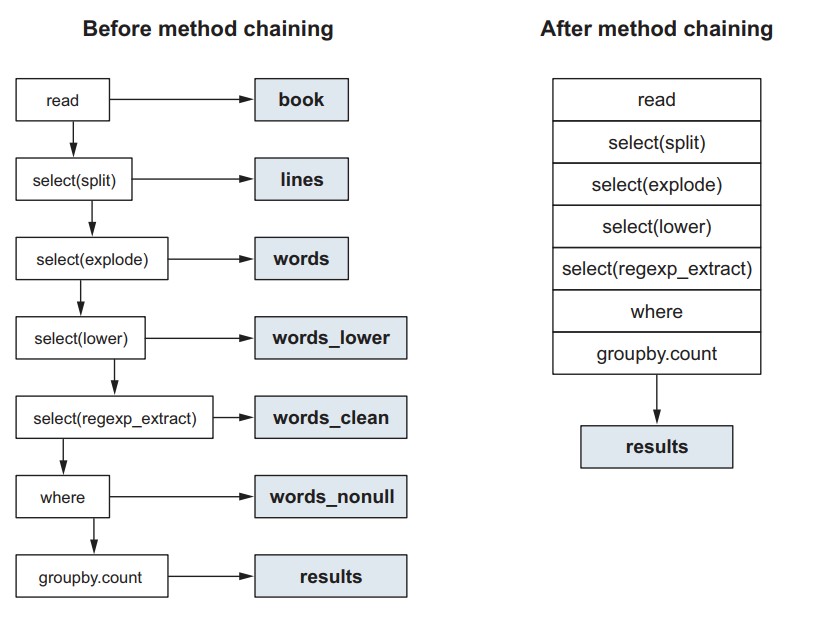 Before method chaining
read
book
select(split)
lines
select(explode)
words
select(lower)
words_lower
select(regexp_extract)
words_clean
where
words_nonull
groupby.count
results
After method chaining
read
select(split)
select(explode)
select(lower)
select(regexp_extract)
where
groupby.count
results